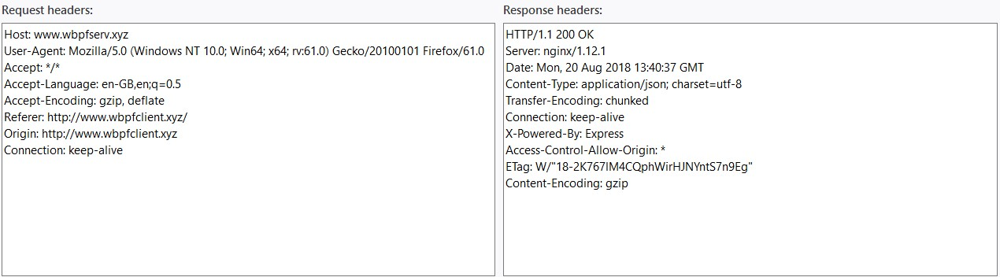 Request headers:
Host: www.wbpfserv.xyz
User-Agent: Mozilla/5.0 (Windows NT 10.0; Win64; x64; rv:61.0) Gecko/20100101 Firefox/61.0
Accept: */*
Accept-Language: en-GB,en;q=0.5
Accept-Encoding: gzip, deflate
Referer: http://www.wbpfclient.xyz/
Origin: http://www.wbpfclient.xyz
Connection: keep-alive
Response headers:
HTTP/1.1 200 OK
Server: nginx/1.12.1
Date: Mon, 20 Aug 2018 13:40:37 GMT
Content-Type: application/json; charset=utf-8
Transfer-Encoding: chunked
Connection: keep-alive
X-Powered-By: Express
Access-Control-Allow-Origin: *
ETag: W/"18-2K767IM4CQphWirHJNYntS7n9Eg"
Content-Encoding: gzip